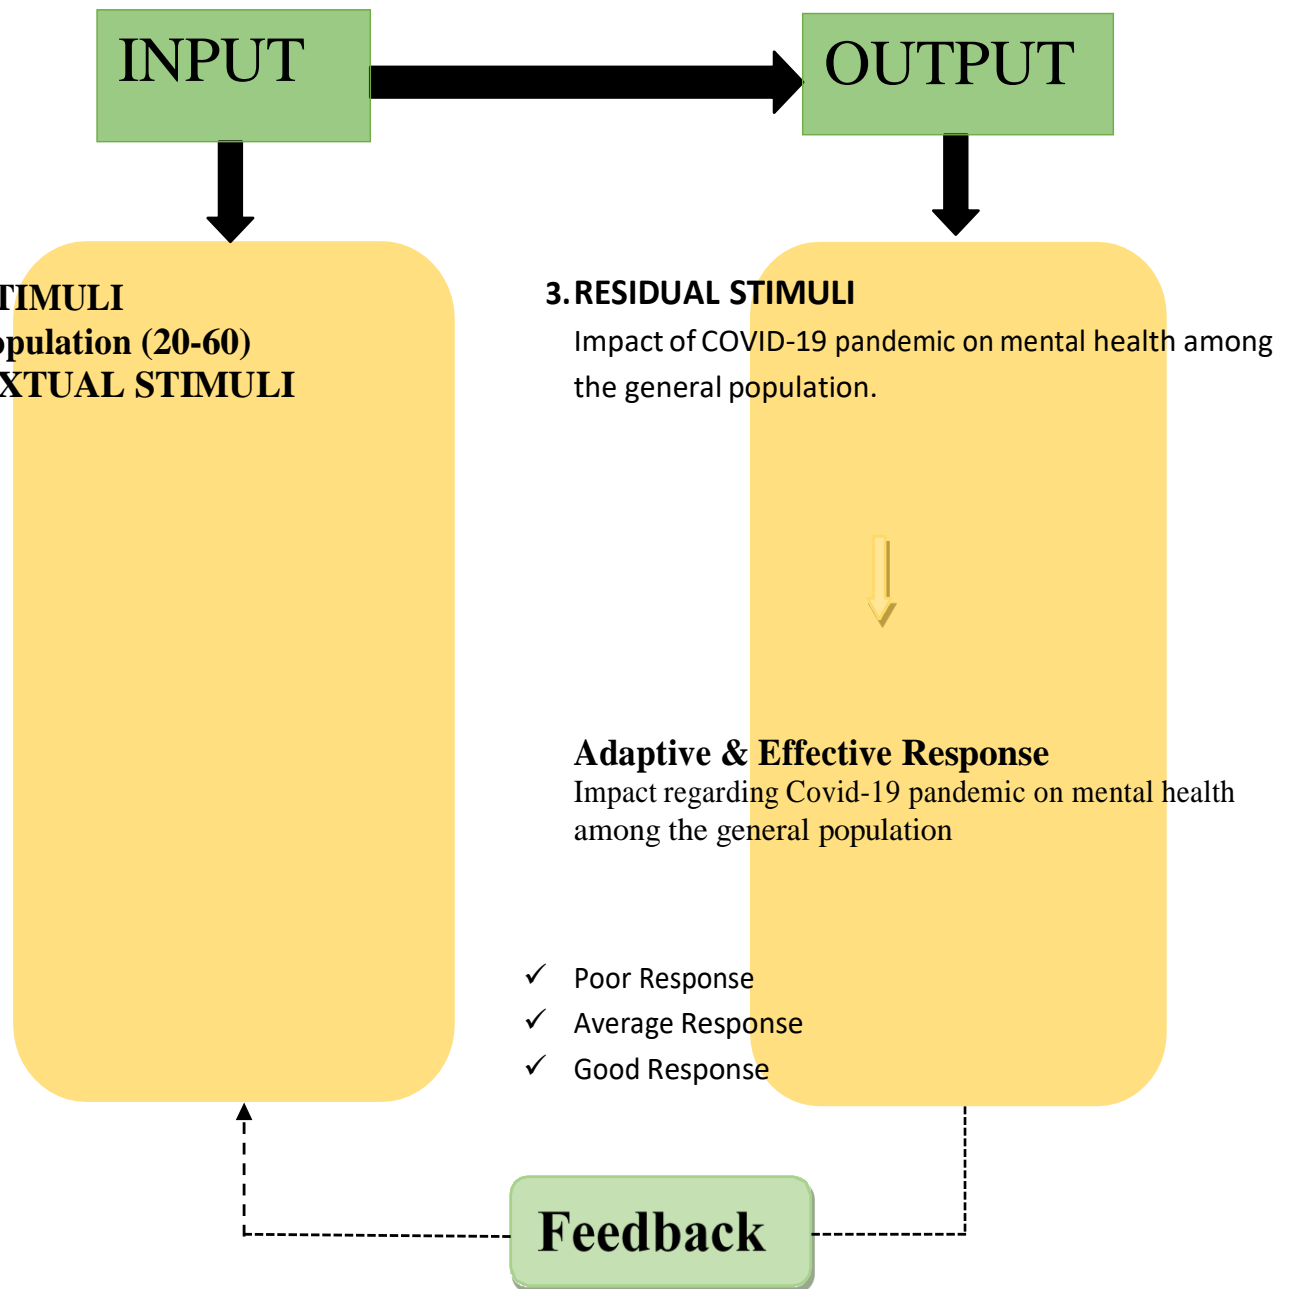 INPUT
OUTPUT
TIMULI
opulation (20-60)
XTUAL STIMULI
3. RESIDUAL STIMULI
Impact of COVID-19 pandemic on mental health among
the general population.
Adaptive & Effective Response
Impact regarding Covid-19 pandemic on mental health
among the general population
✓ Poor Response
✓ Average Response
✓ Good Response
Feedback